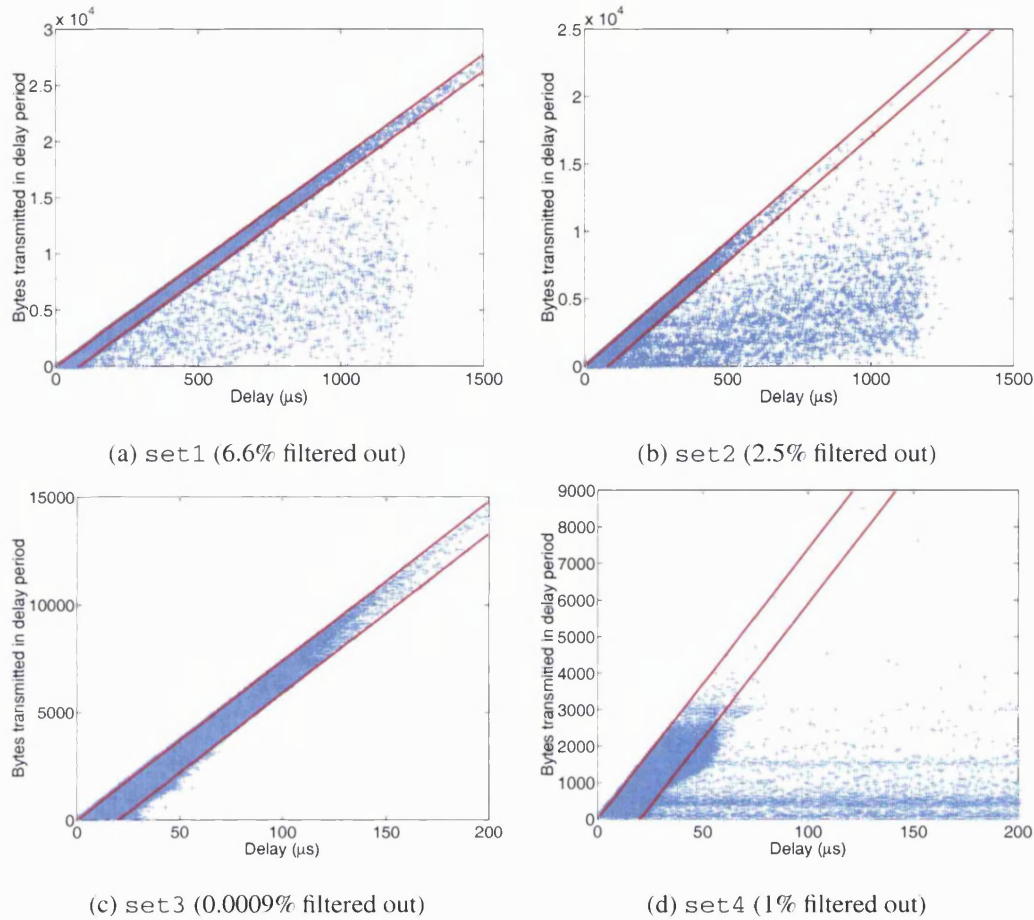 x 10⁴
3
2.5
2
1.5
1
0.5
0
Bytes transmitted in delay period
0 500 1000 1500
Delay (μs)
(a) set1 (6.6% filtered out)
x 10⁴
2.5
2
1.5
1
0.5
0
Bytes transmitted in delay period
0 500 1000 1500
Delay (μs)
(b) set2 (2.5% filtered out)
15000
10000
5000
0
Bytes transmitted in delay period
0 50 100 150 200
Delay (μs)
(c) set3 (0.0009% filtered out)
9000
8000
7000
6000
5000
4000
3000
2000
1000
0
Bytes transmitted in delay period
0 50 100 150 200
Delay (μs)
(d) set4 (1% filtered out)